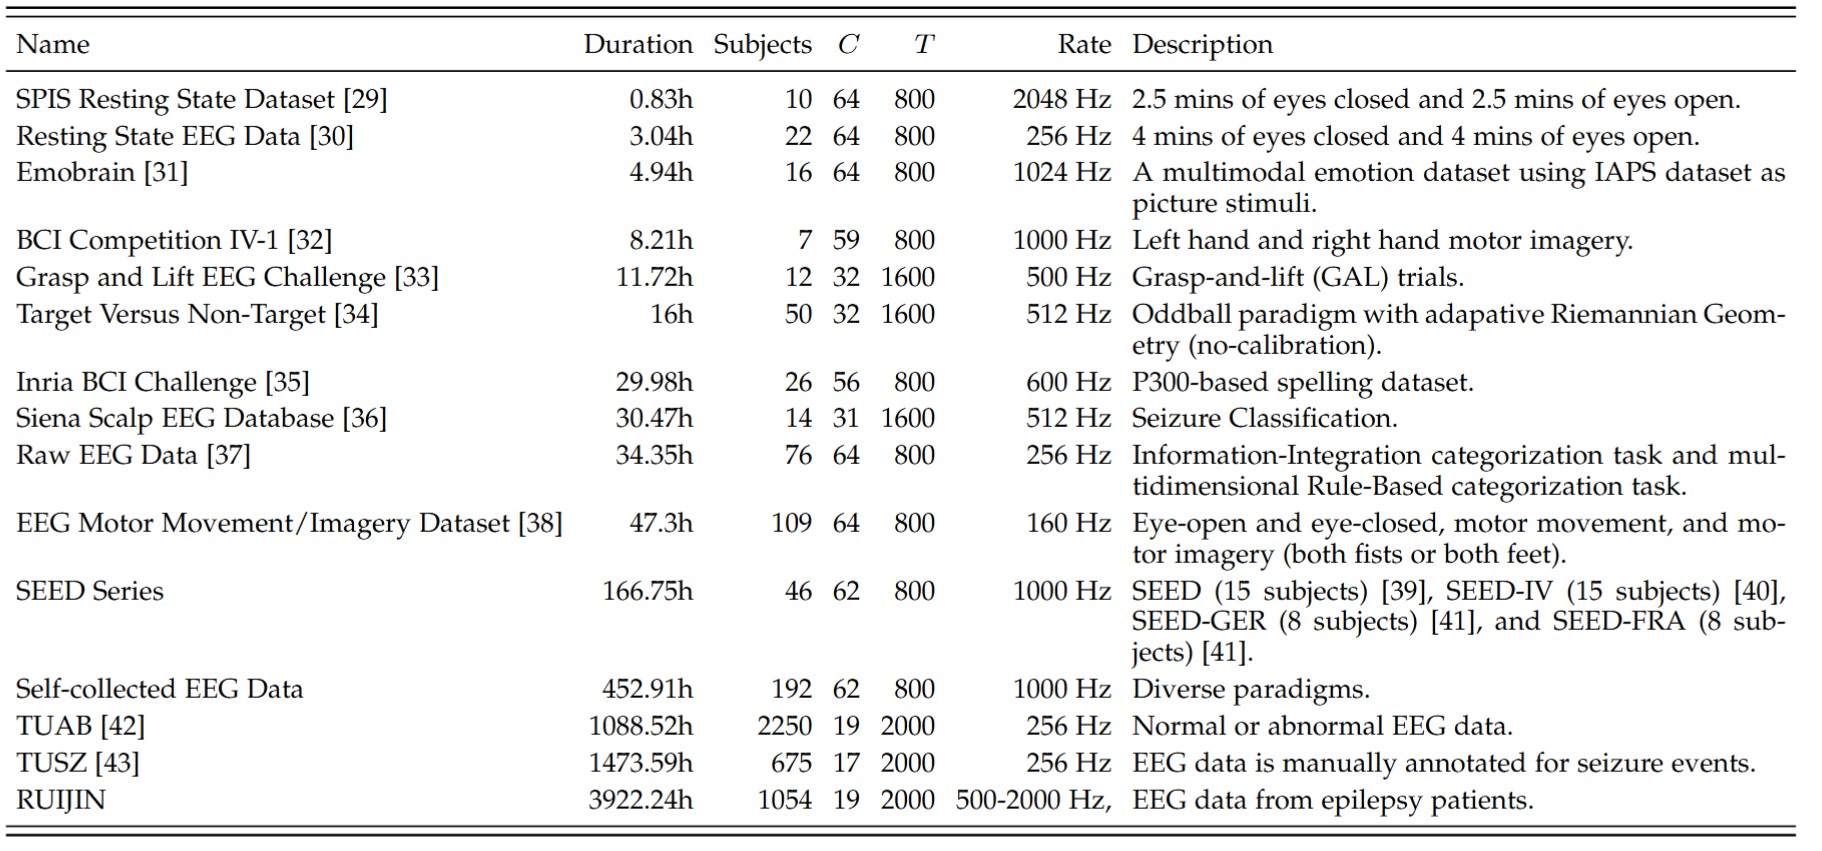 Name Duration Subjects C T Rate Description
SPIS Resting State Dataset [29] 0.83h 10 64 800 2048 Hz 2.5 mins of eyes closed and 2.5 mins of eyes open.
Resting State EEG Data [30] 3.04h 22 64 800 256 Hz 4 mins of eyes closed and 4 mins of eyes open.
Emobrain [31] 4.94h 16 64 800 1024 Hz A multimodal emotion dataset using IAPS dataset as
picture stimuli.
BCI Competition IV-1 [32] 8.21h 7 59 800 1000 Hz Left hand and right hand motor imagery.
Grasp and Lift EEG Challenge [33] 11.72h 12 32 1600 500 Hz Grasp-and-lift (GAL) trials.
Target Versus Non-Target [34] 16h 50 32 1600 512 Hz Oddball paradigm with adapative Riemannian Geom-
etry (no-calibration).
Inria BCI Challenge [35] 29.98h 26 56 800 600 Hz P300-based spelling dataset.
Siena Scalp EEG Database [36] 30.47h 14 31 1600 512 Hz Seizure Classification.
Raw EEG Data [37] 34.35h 76 64 800 256 Hz Information-Integration categorization task and mul-
tidimensional Rule-Based categorization task.
EEG Motor Movement/Imagery Dataset [38] 47.3h 109 64 800 160 Hz Eye-open and eye-closed, motor movement, and mo-
tor imagery (both fists or both feet).
SEED Series 166.75h 46 62 800 1000 Hz SEED (15 subjects) [39], SEED-IV (15 subjects) [40],
SEED-GER (8 subjects) [41], and SEED-FRA (8 sub-
jects) [41].
Self-collected EEG Data 452.91h 192 62 800 1000 Hz Diverse paradigms.
TUAB [42] 1088.52h 2250 19 2000 256 Hz Normal or abnormal EEG data.
TUSZ [43] 1473.59h 675 17 2000 256 Hz EEG data is manually annotated for seizure events.
RUIJIN 3922.24h 1054 19 2000 500-2000 Hz, EEG data from epilepsy patients.